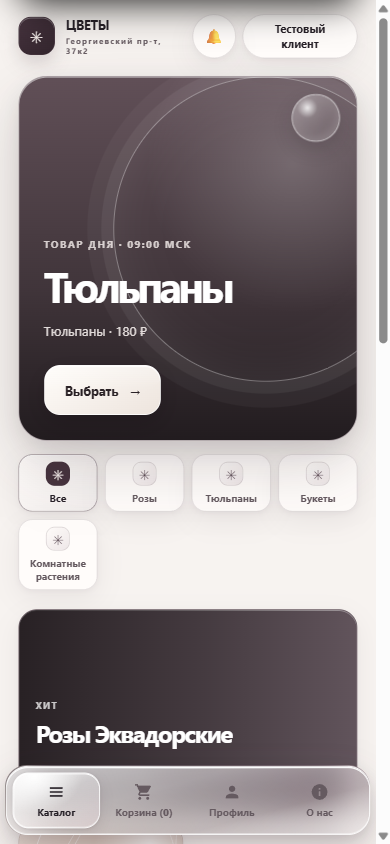 ЦВЕТЫ
Георгиевский пр-т,
37к2
Тестовый
клиент
ТОВАР ДНЯ · 09:00 МСК
Тюльпаны
Тюльпаны · 180 ₽
Выбрать →
Все
Розы
Тюльпаны
Букеты
Комнатные
растения
ХИТ
Розы Эквадорские
Каталог
Корзина (0)
Профиль
О нас